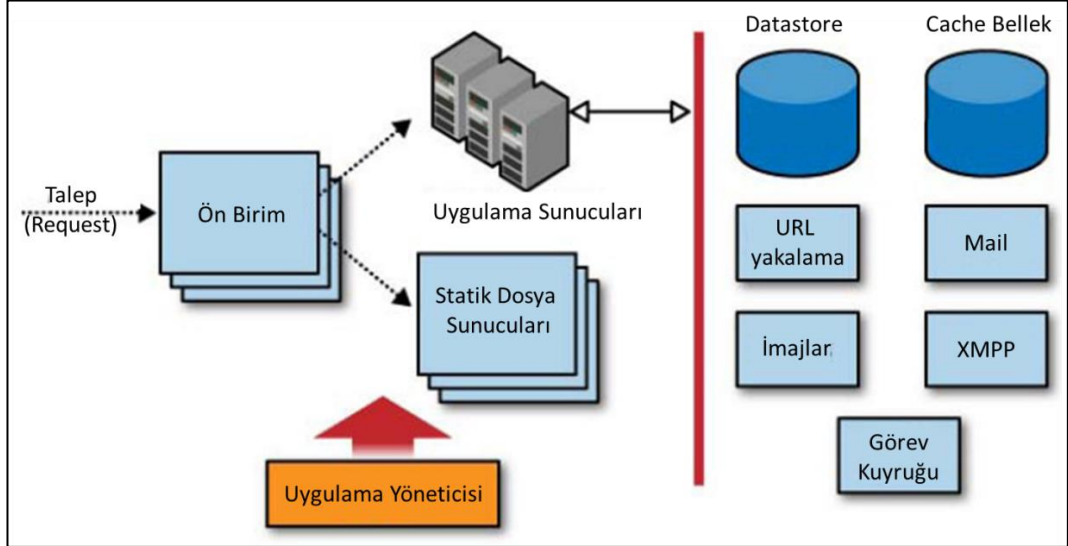 Datastore
Cache Bellek
Talep
(Request)
Ön Birim
Uygulama Sunucuları
Statik Dosya
Sunucuları
Uygulama Yöneticisi
URL
yakalama
Mail
İmajlar
XMPP
Görev
Kuyruğu